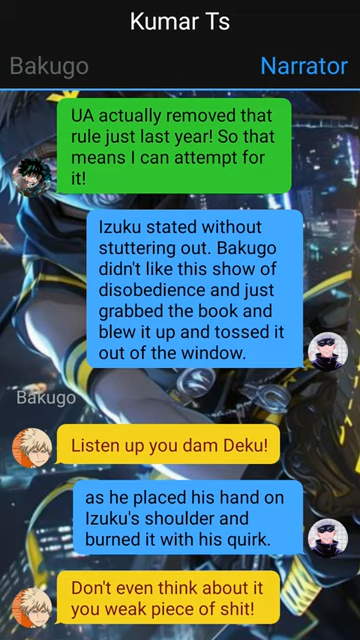 Kumar Ts
Bakugo
Narrator
UA actually removed that
rule just last year! So that
means I can attempt for
it!
Izuku stated without
stuttering out. Bakugo
didn't like this show of
disobedience and just
grabbed the book and
blew it up and tossed it
out of the window.
Bakugo
Listen up you dam Deku!
as he placed his hand on
Izuku's shoulder and
burned it with his quirk.
Don't even think about it
you weak piece of shit!